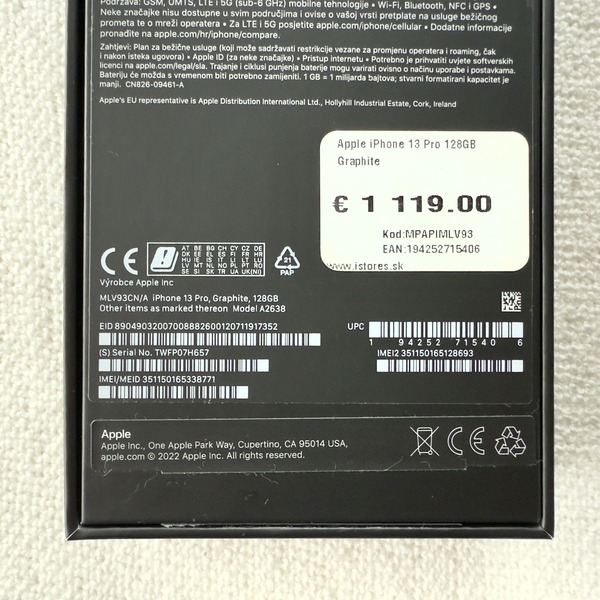 Podržava: GSM, UMTS, LTE i 5G (sub-6 GHz) mobilne tehnologije • Wi-Fi, Bluetooth, NFC i GPS •
Neke značajke nisu dostupne u svim područjima i ovise o vašoj vrsti pretplate na usluge bežičnog
prometa te o mreži operatera • Za LTE i 5G posjetite apple.com/iphone/cellular • Dodatne informacije
pronađite na apple.com/hr/iphone/compare.
Zahtjevi: Plan za bežične usluge (koji može sadržavati restrikcije vezane za promjenu operatera i roaming, čak
i nakon isteka ugovora) • Apple ID (za neke značajke) • Pristup internetu • Potrebno je prihvatiti uvjete softverskih
licenci na apple.com/legal/sla. Trajanje i ciklusi punjenja baterije mogu varirati ovisno o načinu uporabe i postavkama.
Bateriju će možda s vremenom biti potrebno zamijeniti. 1 GB = 1 milijarda bajtova; stvarni formatirani kapacitet je
manji. CN826-09461-A
Apple's EU representative is Apple Distribution International Ltd., Hollyhill Industrial Estate, Cork, Ireland
Apple iPhone 13 Pro 128GB
Graphite
€ 1 119.00
Kod:MPAPIMLV93
EAN:194252715406
www.istores.sk
CE
AT BE BG CH CY CZ DE
DK EE EL ES FI FR HR
HU IE IS IT LI LT LU
LV MT NL NO PL PT RO
SE SI SK TR UA UK(NI)
21
PAP
Výrobce Apple Inc
MLV93CN/A iPhone 13 Pro, Graphite, 128GB
Other items as marked thereon Model A2638
EID 89049032007008882600120711917352
UPC
1 94252 71540 6
(S) Serial No. TWFP07H657
IMEI2 351150165128693
IMEI/MEID 351150165338771
Apple
Apple Inc., One Apple Park Way, Cupertino, CA 95014 USA,
apple.com © 2022 Apple Inc. All rights reserved.
CE